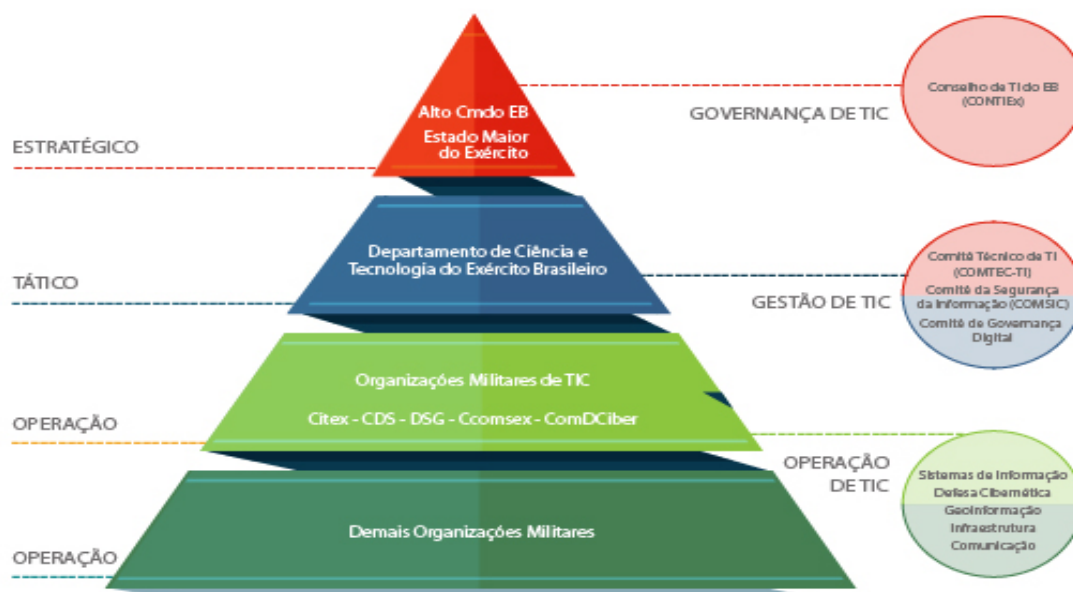 Alto Cmdo EB
Estado Maior
do Exército
ESTRATÉGICO
GOVERNANÇA DE TIC
Conselho de TI do EB
(CONTIEx)
Departamento de Ciência e
Tecnologia do Exército Brasileiro
TÁTICO
GESTÃO DE TIC
Comitê Técnico de TI
(COMTEC-TI)
Comitê da Segurança
da Informação (COMSIC)
Comitê de Governança
Digital
Organizações Militares de TIC
Citex - CDS - DSG - Ccomsex - ComDCiber
OPERAÇÃO
OPERAÇÃO
DE TIC
Sistemas de Informação
Defesa Cibernética
Geoinformação
Infraestrutura
Comunicação
Demais Organizações Militares
OPERAÇÃO